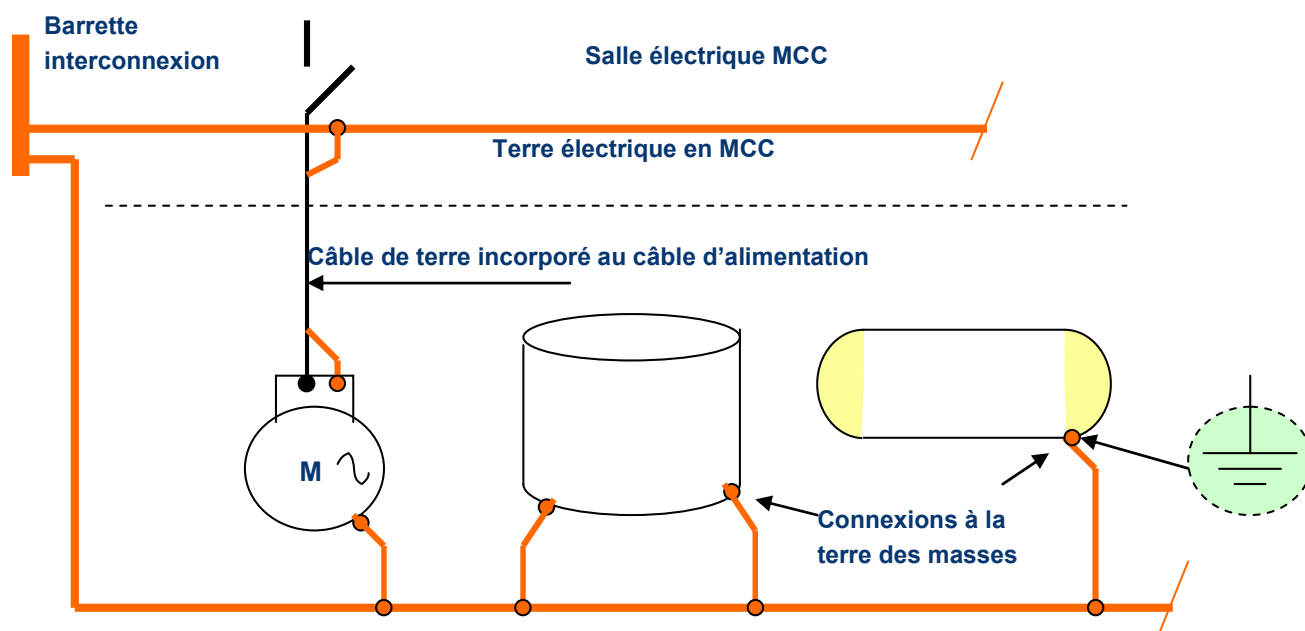 Barrette
interconnexion
Salle électrique MCC
Terre électrique en MCC
Câble de terre incorporé au câble d’alimentation
M
Connexions à la
terre des masses